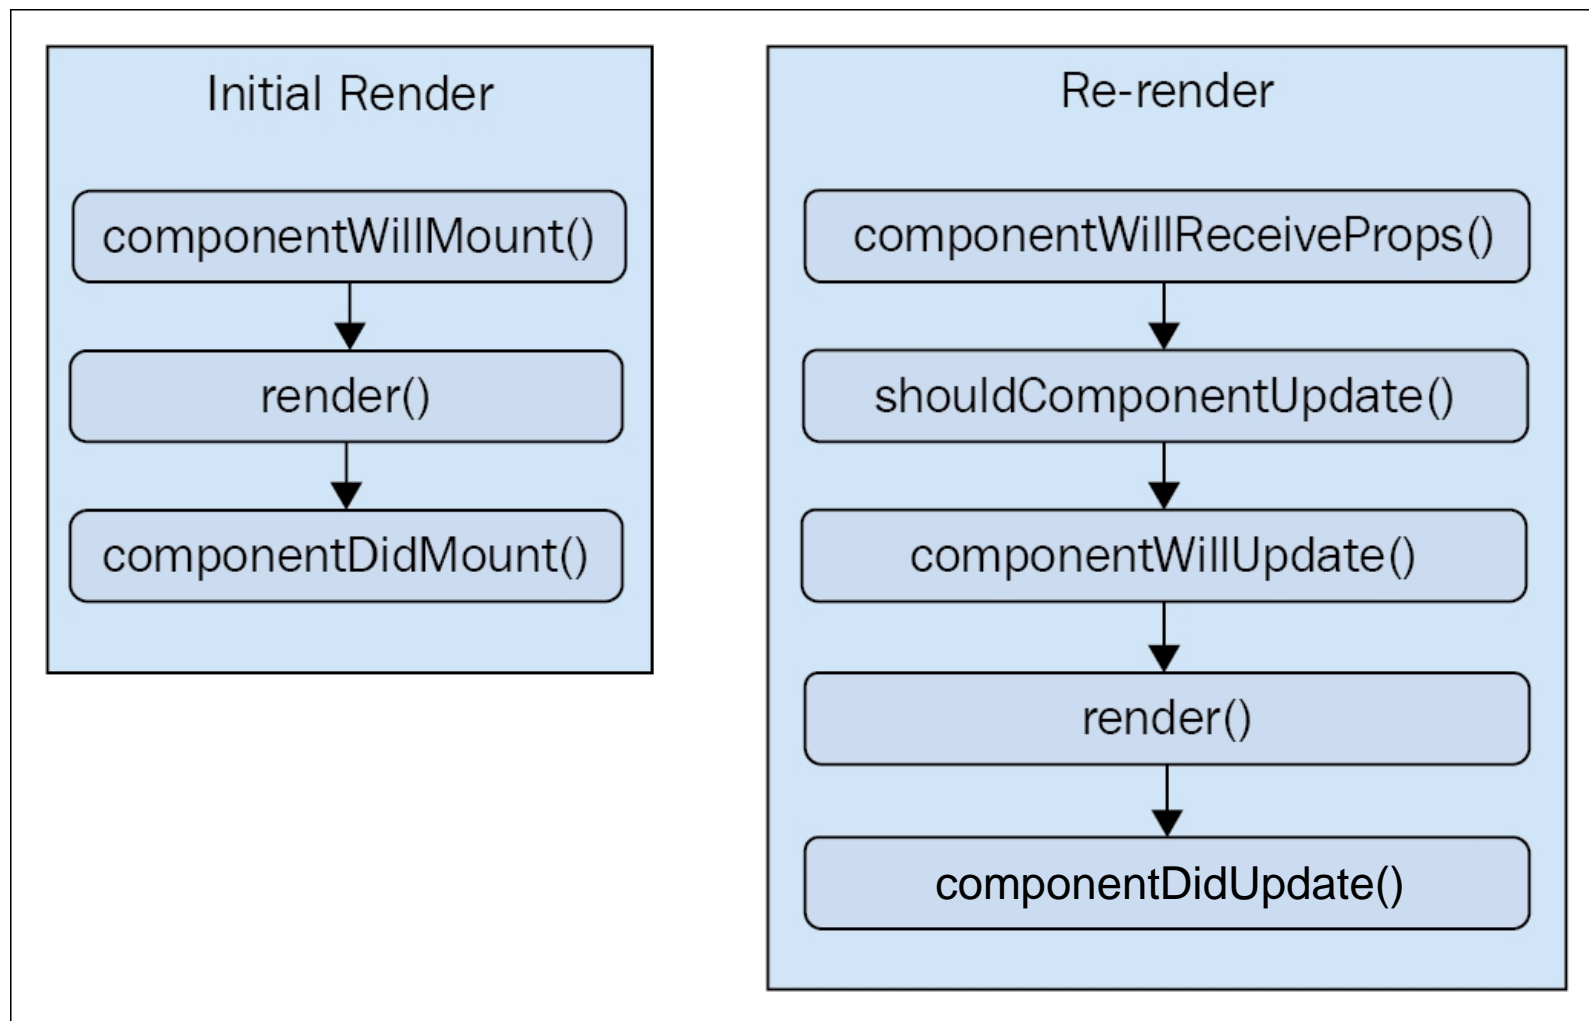 Initial Render
componentWillMount()
render()
componentDidMount()
Re-render
componentWillReceiveProps()
shouldComponentUpdate()
componentWillUpdate()
render()
componentDidUpdate()